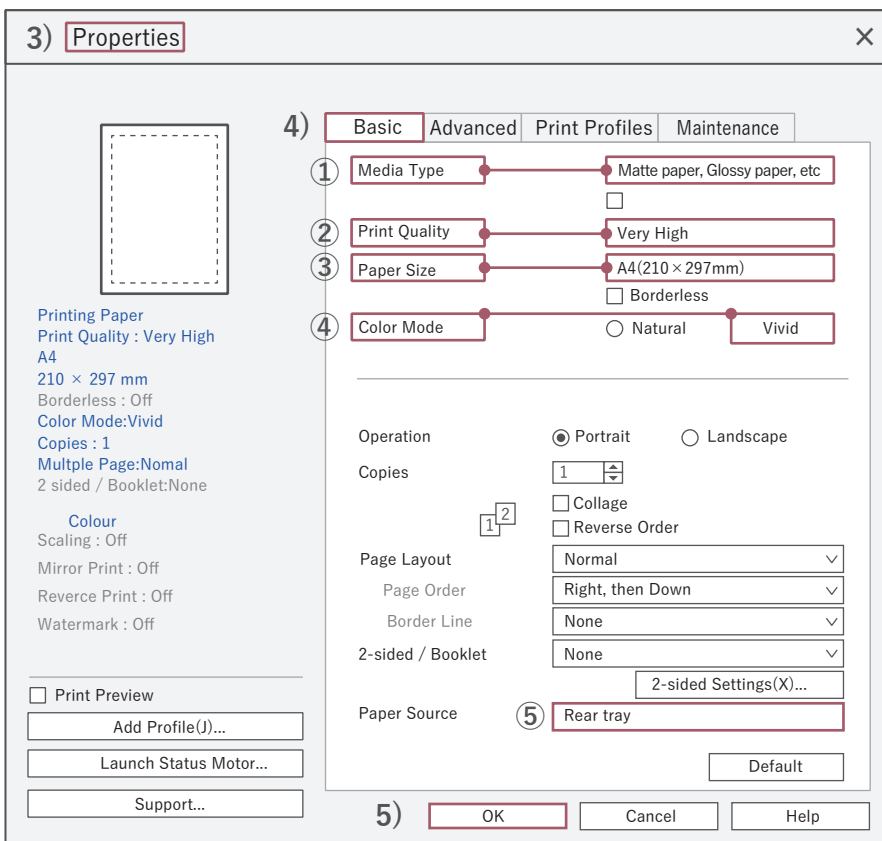 3) Properties ×
4) Basic Advanced Print Profiles Maintenance
① Media Type Matte paper, Glossy paper, etc
② Print Quality Very High
③ Paper Size A4(210×297mm)
Borderless
④ Color Mode Natural Vivid
Printing Paper
Print Quality : Very High
A4
210 × 297 mm
Borderless : Off
Color Mode:Vivid
Copies : 1
Multple Page:Nomal
2 sided / Booklet:None
Colour
Scaling : Off
Mirror Print : Off
Reverce Print : Off
Watermark : Off
Operation Portrait Landscape
Copies 1
Collage
1 2
Reverse Order
Page Layout Normal
Page Order Right, then Down
Border Line None
2-sided / Booklet None
2-sided Settings(X)...
Paper Source ⑤ Rear tray
Default
Print Preview
Add Profile(J)...
Launch Status Motor...
Support...
5) OK Cancel Help